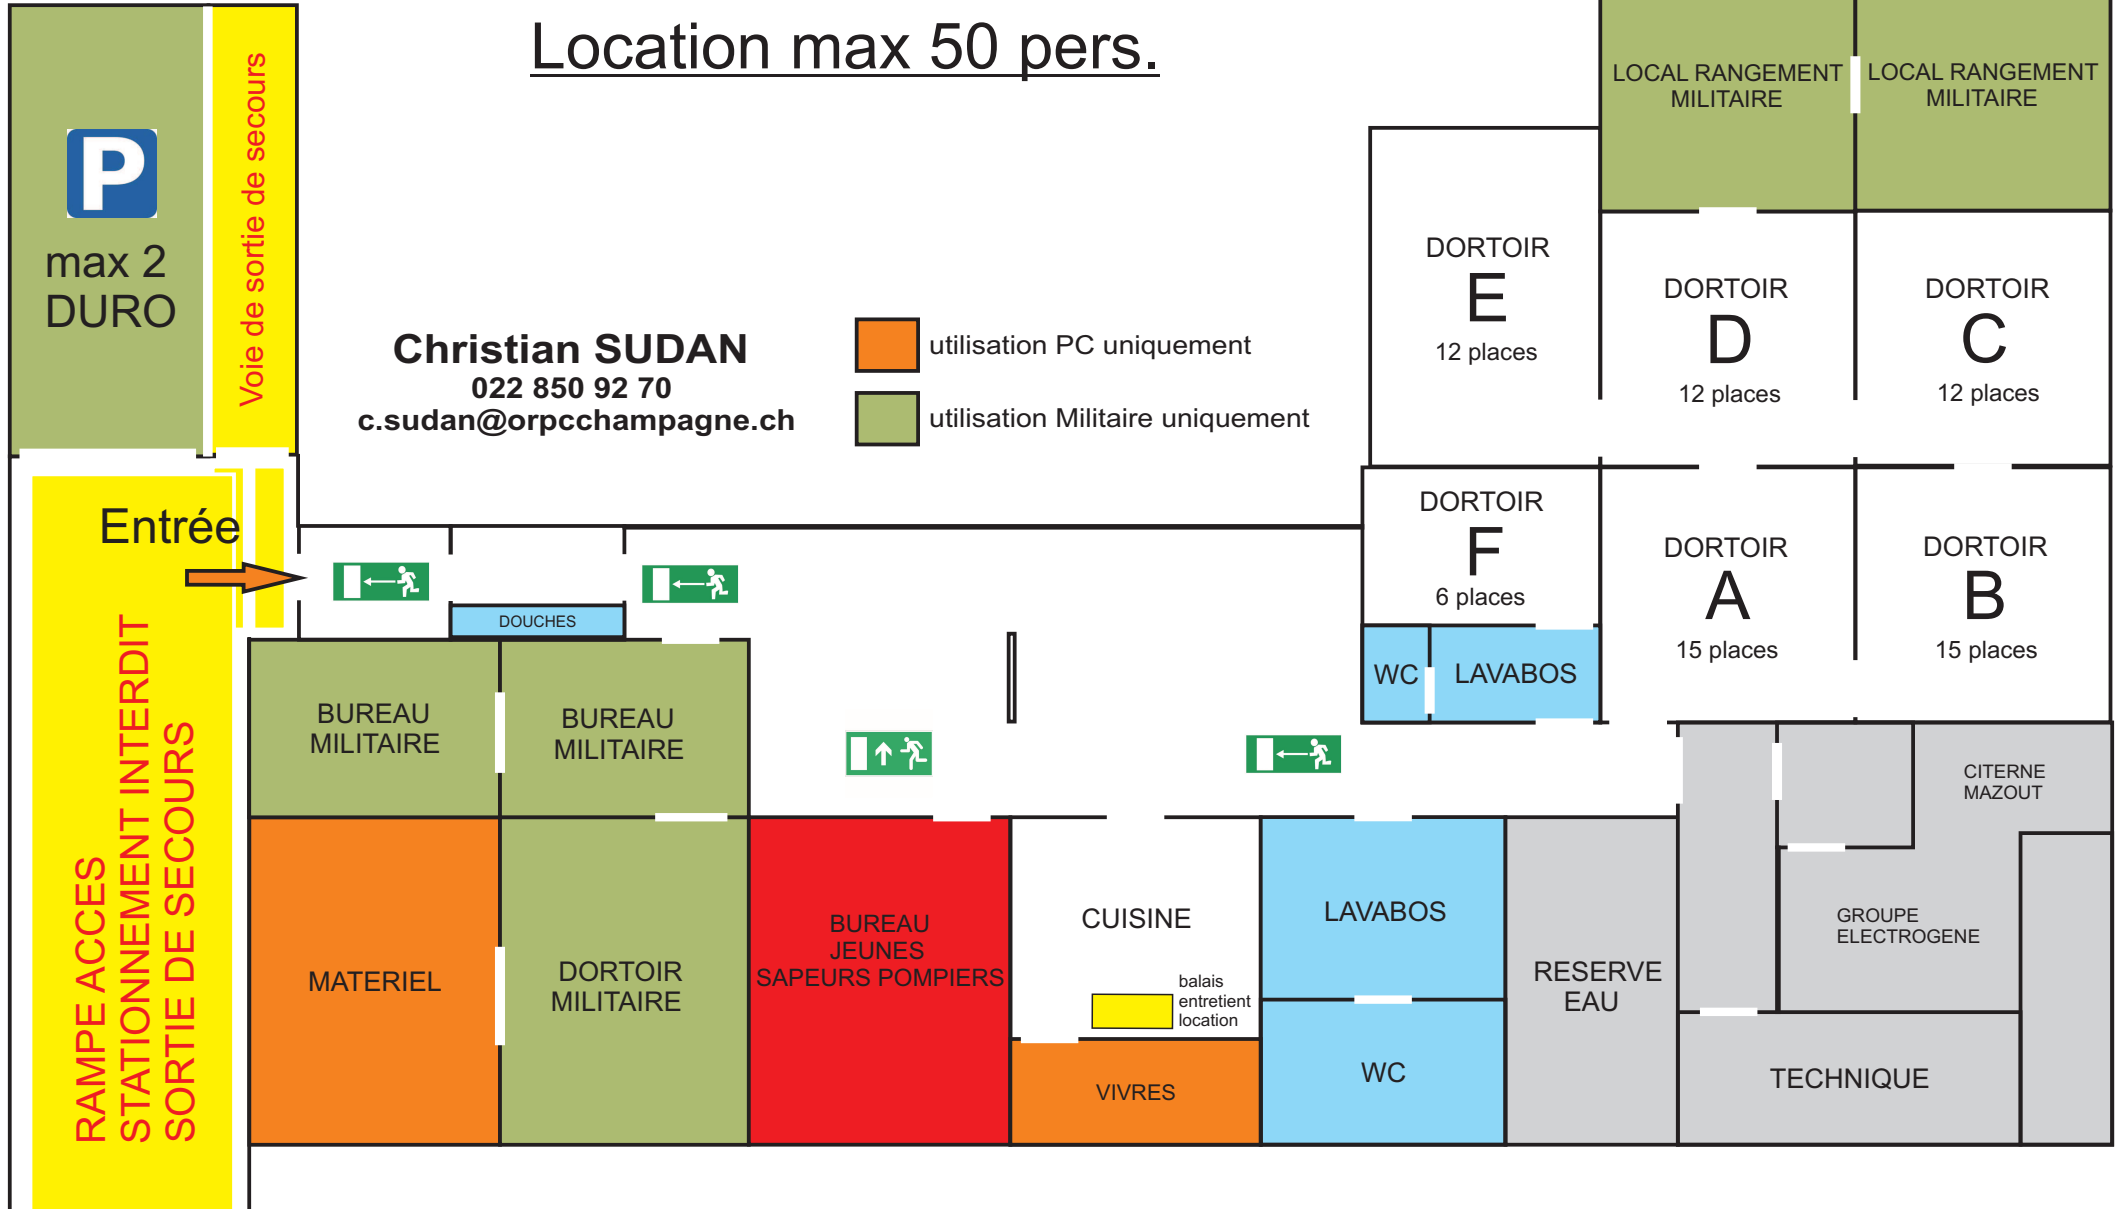 Location max 50 pers.
P
max 2
DURO
Voie de sortie de secours
Christian SUDAN
022 850 92 70
c.sudan@orpcchampagne.ch
utilisation PC uniquement
utilisation Militaire uniquement
LOCAL RANGEMENT
MILITAIRE
LOCAL RANGEMENT
MILITAIRE
DORTOIR
E
12 places
DORTOIR
D
12 places
DORTOIR
C
12 places
Entrée
RAMPE ACCES
STATIONNEMENT INTERDIT
SORTIE DE SECOURS
DOUCHES
DORTOIR
F
6 places
DORTOIR
A
15 places
DORTOIR
B
15 places
WC
LAVABOS
BUREAU
MILITAIRE
BUREAU
MILITAIRE
CITERNE
MAZOUT
MATERIEL
DORTOIR
MILITAIRE
BUREAU
JEUNES
SAPEURS POMPIERS
CUISINE
balais
entretient
location
VIVRES
LAVABOS
WC
RESERVE
EAU
GROUPE
ELECTROGENE
TECHNIQUE